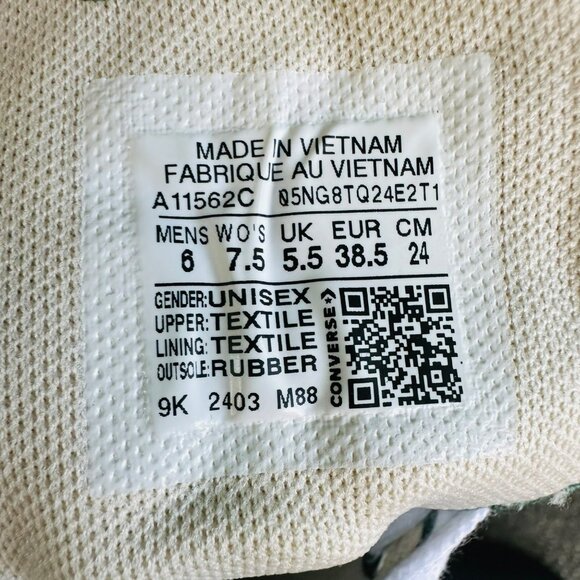 MADE IN VIETNAM
FABRIQUE AU VIETNAM
A11562C 05NG8TQ24E2T1
MENS WO'S UK EUR CM
6 7.5 5.5 38.5 24
GENDER: UNISEX
UPPER: TEXTILE
LINING: TEXTILE
OUTSOLE: RUBBER
CONVERSE
9K 2403 M88